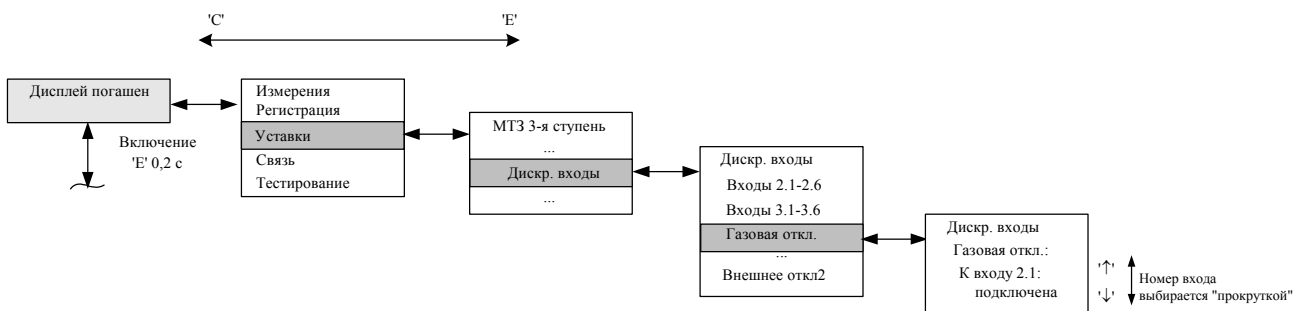 'С' 'Е'
Дисплей погашен
Включение
'Е' 0,2 с
Измерения
Регистрация
Уставки
Связь
Тестирование
МТЗ 3-я ступень
...
Дискр. входы
...
Дискр. входы
Входы 2.1-2.6
Входы 3.1-3.6
Газовая откл.
...
Внешнее откл2
Дискр. входы
Газовая откл.:
К входу 2.1:
подключена
'↑'
'↓'
Номер входа
выбирается "прокруткой"